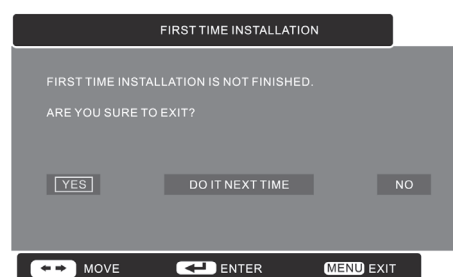 FIRST TIME INSTALLATION
FIRST TIME INSTALLATION IS NOT FINISHED.
ARE YOU SURE TO EXIT?
YES DO IT NEXT TIME NO
MOVE ENTER MENU EXIT